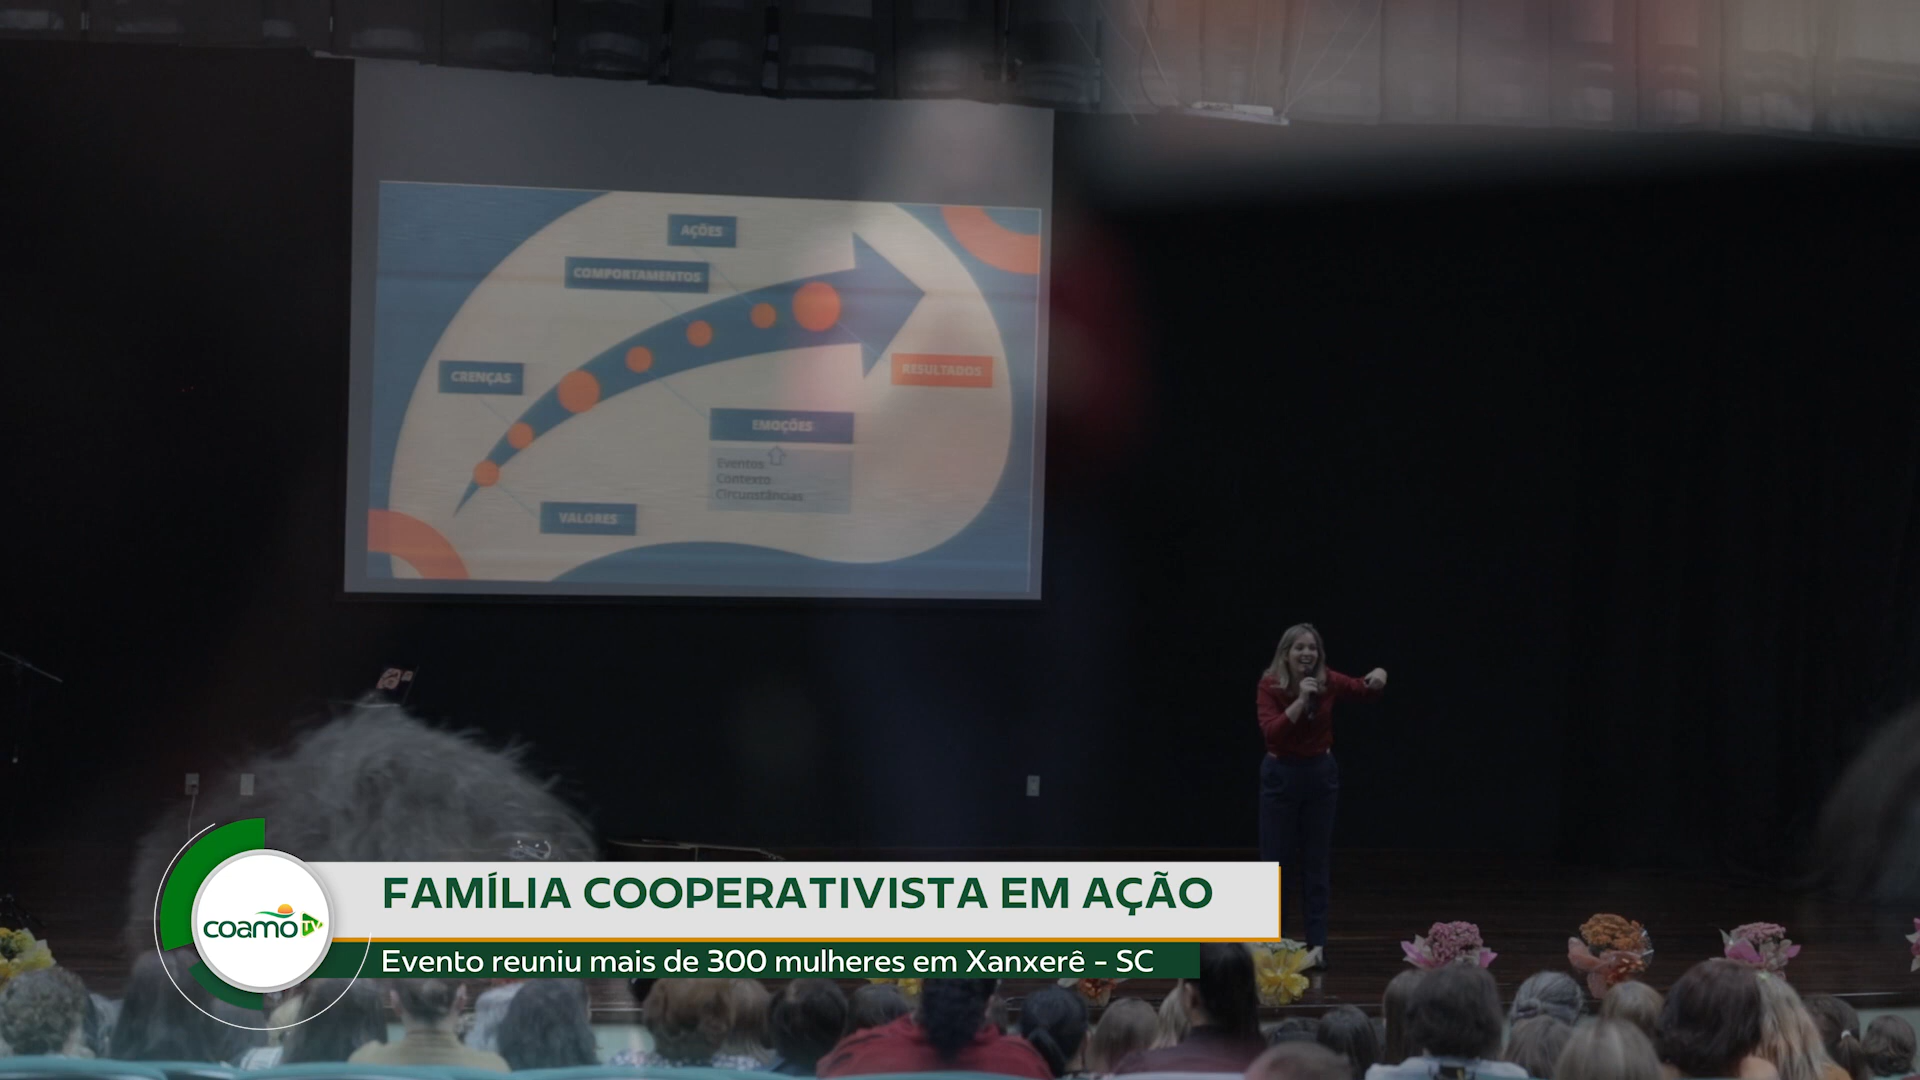 AÇÕES
COMPORTAMENTOS
CRENÇAS
RESULTADOS
EMOÇÕES
Eventos
Contexto
Circunstâncias
VALORES
FAMÍLIA COOPERATIVISTA EM AÇÃO
coamo TV
Evento reuniu mais de 300 mulheres em Xanxerê - SC